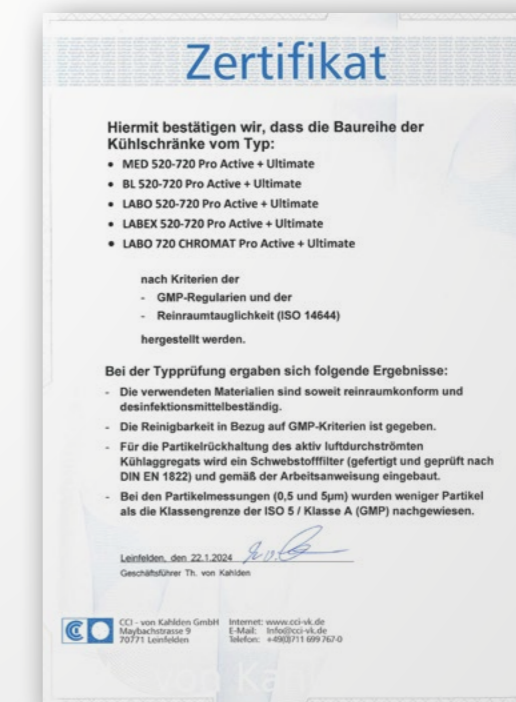 Zertifikat
Hiermit bestätigen wir, dass die Baureihe der
Kühlschränke vom Typ:
• MED 520-720 Pro Active + Ultimate
• BL 520-720 Pro Active + Ultimate
• LABO 520-720 Pro Active + Ultimate
• LABEX 520-720 Pro Active + Ultimate
• LABO 720 CHROMAT Pro Active + Ultimate
nach Kriterien der
- GMP-Regularien und der
- Reinraumtauglichkeit (ISO 14644)
hergestellt werden.
Bei der Typprüfung ergaben sich folgende Ergebnisse:
- Die verwendeten Materialien sind soweit reinraumkonform und
desinfektionsmittelbeständig.
- Die Reinigbarkeit in Bezug auf GMP-Kriterien ist gegeben.
- Für die Partikelrückhaltung des aktiv luftdurchströmten
Kühlaggregats wird ein Schwebstofffilter (gefertigt und geprüft nach
DIN EN 1822) und gemäß der Arbeitsanweisung eingebaut.
- Bei den Partikelmessungen (0,5 und 5µm) wurden weniger Partikel
als die Klassengrenze der ISO 5 / Klasse A (GMP) nachgewiesen.
Leinfelden, den 22.1.2024
Geschäftsführer Th. von Kahlden
CCI - von Kahlden GmbH Internet: www.cci-vk.de
Maybachstrasse 9 E-Mail: Info@cci-vk.de
70771 Leinfelden Telefon: +49(0)711 699 767-0
von Kah